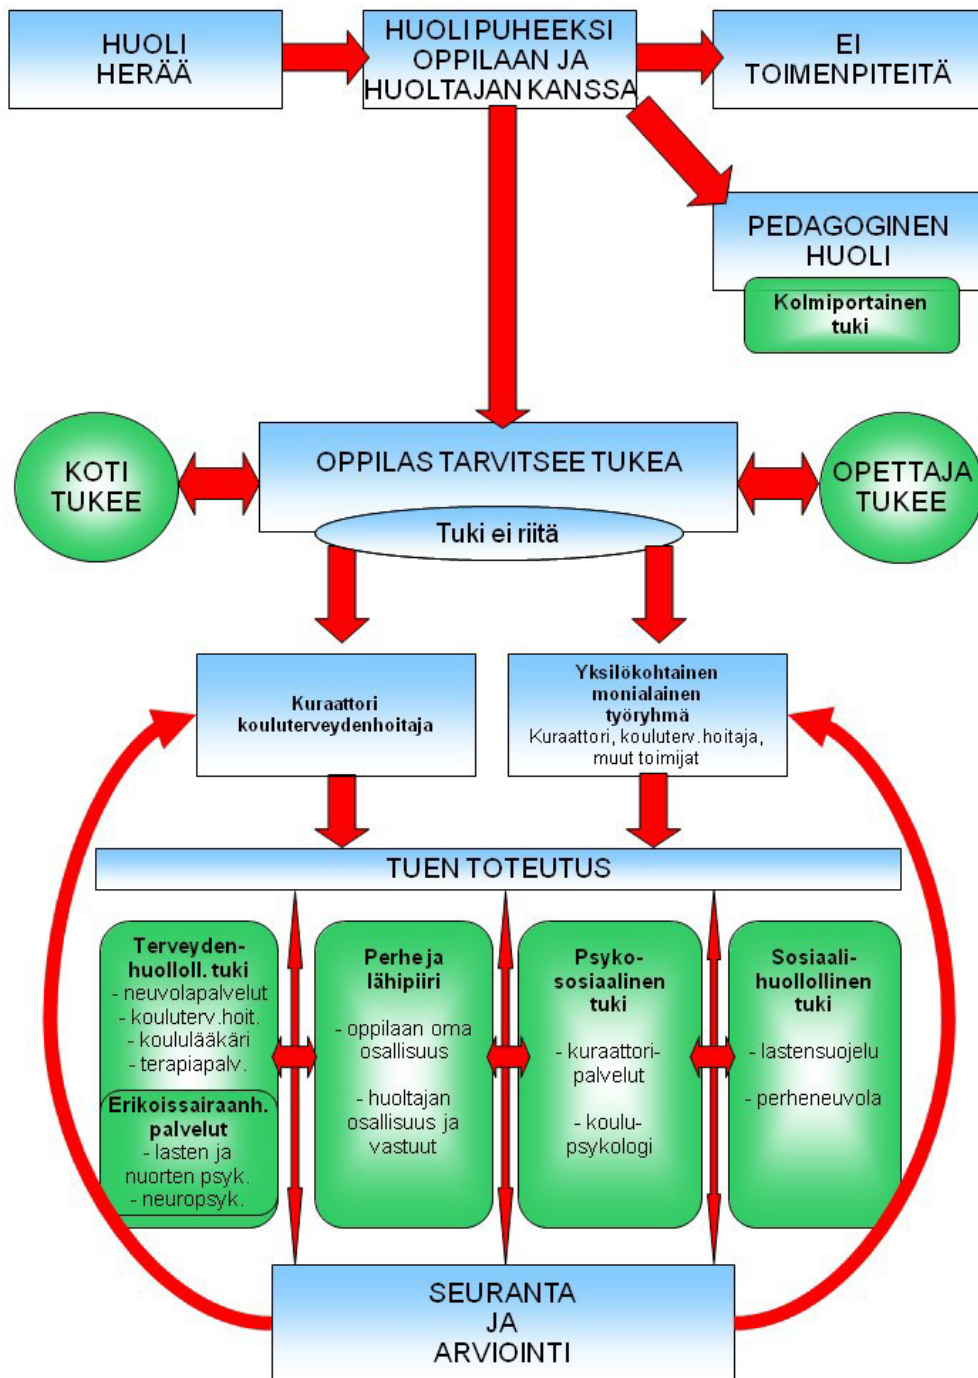 HUOLI
HERÄÄ
HUOLI PUHEEKSI
OPPILAAN JA
HUOLTAJAN KANSSA
EI
TOIMENPITEITÄ
PEDAGOGINEN
HUOLI
Kolmiportainen
tuki
KOTI
TUKEE
OPPILAS TARVITSEE TUKEA
Tuki ei riitä
OPETTAJA
TUKEE
Kuraattori
kouluterveydenhoitaja
Yksilökohtainen
monialainen
työryhmä
Kuraattori, kouluterv.hoitaja,
muut toimijat
TUEN TOTEUTUS
Terveyden-
huolloll. tuki
- neuvolapalvelut
- kouluterv.hoit.
- koululääkäri
- terapiapalv.
Erikoissairaanh.
palvelut
- lasten ja
nuorten psyk.
- neuropsyk.
Perhe ja
lähipiiri
- oppilaan oma
osallisuus
- huoltajan
osallisuus ja
vastuut
Psyko-
sosiaalinen
tuki
- kuraattori-
palvelut
- koulu-
psykologi
Sosiaali-
huollollinen
tuki
- lastensuojelu
- perheneuvola
SEURANTA
JA
ARVIOINTI